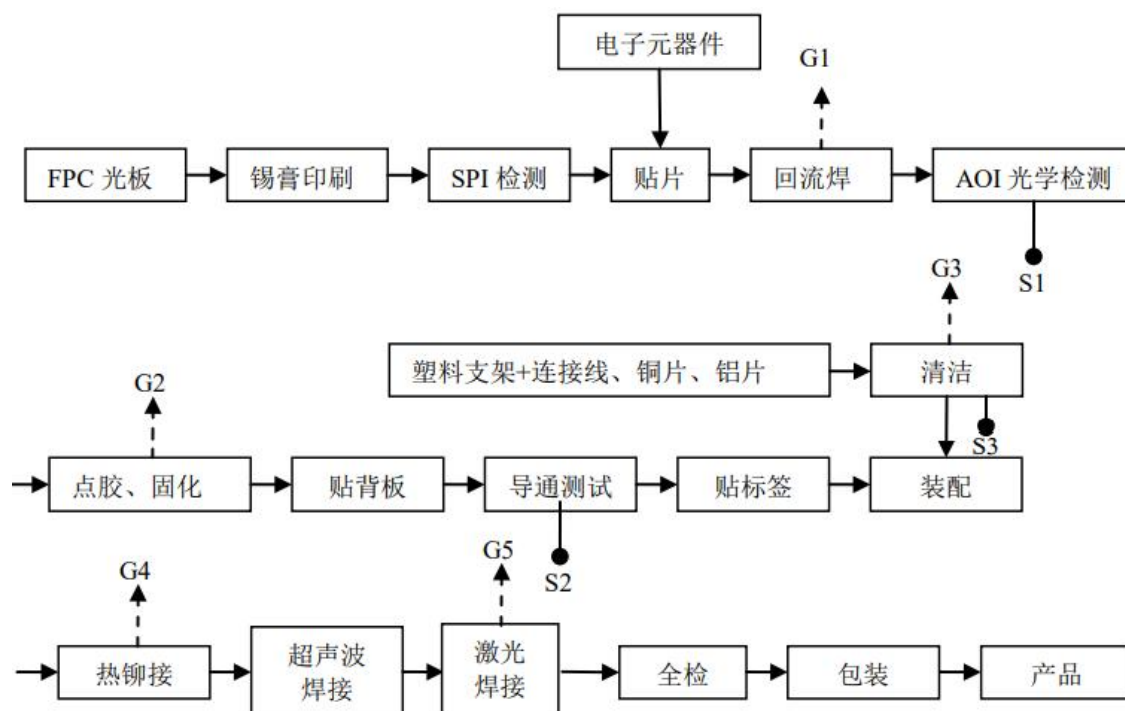 电子元器件
G1
FPC 光板
锡膏印刷
SPI 检测
贴片
回流焊
AOI 光学检测
S1
G3
塑料支架+连接线、铜片、铝片
清洁
S3
G2
点胶、固化
贴背板
导通测试
贴标签
装配
S2
G4
G5
热铆接
超声波
焊接
激光
焊接
全检
包装
产品